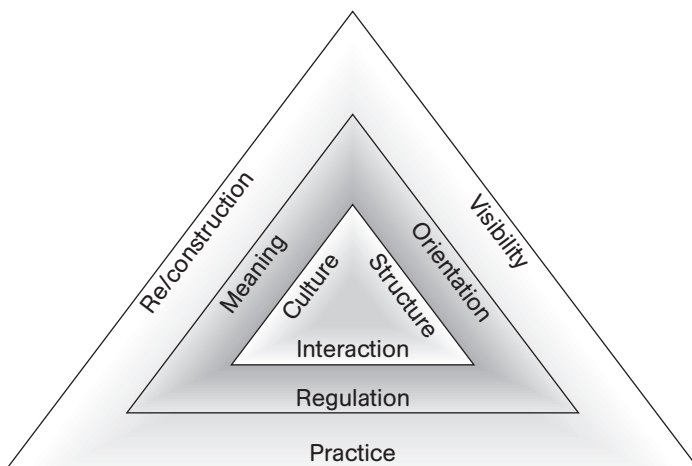 Re/construction
Visibility
Meaning
Orientation
Culture
Structure
Interaction
Regulation
Practice